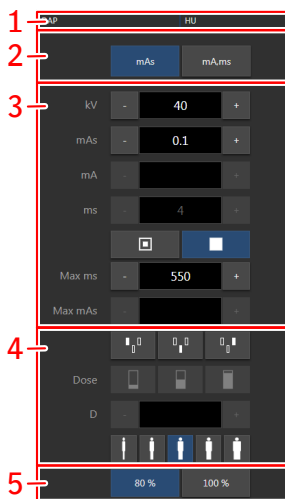 1 DAP HU
2 mAs mA.ms
3 kV - 40 +
mAs - 0.1 +
mA - +
ms - 4 +
Max ms - 550 +
Max mAs - +
4
Dose
D - +
5 80 % 100 %